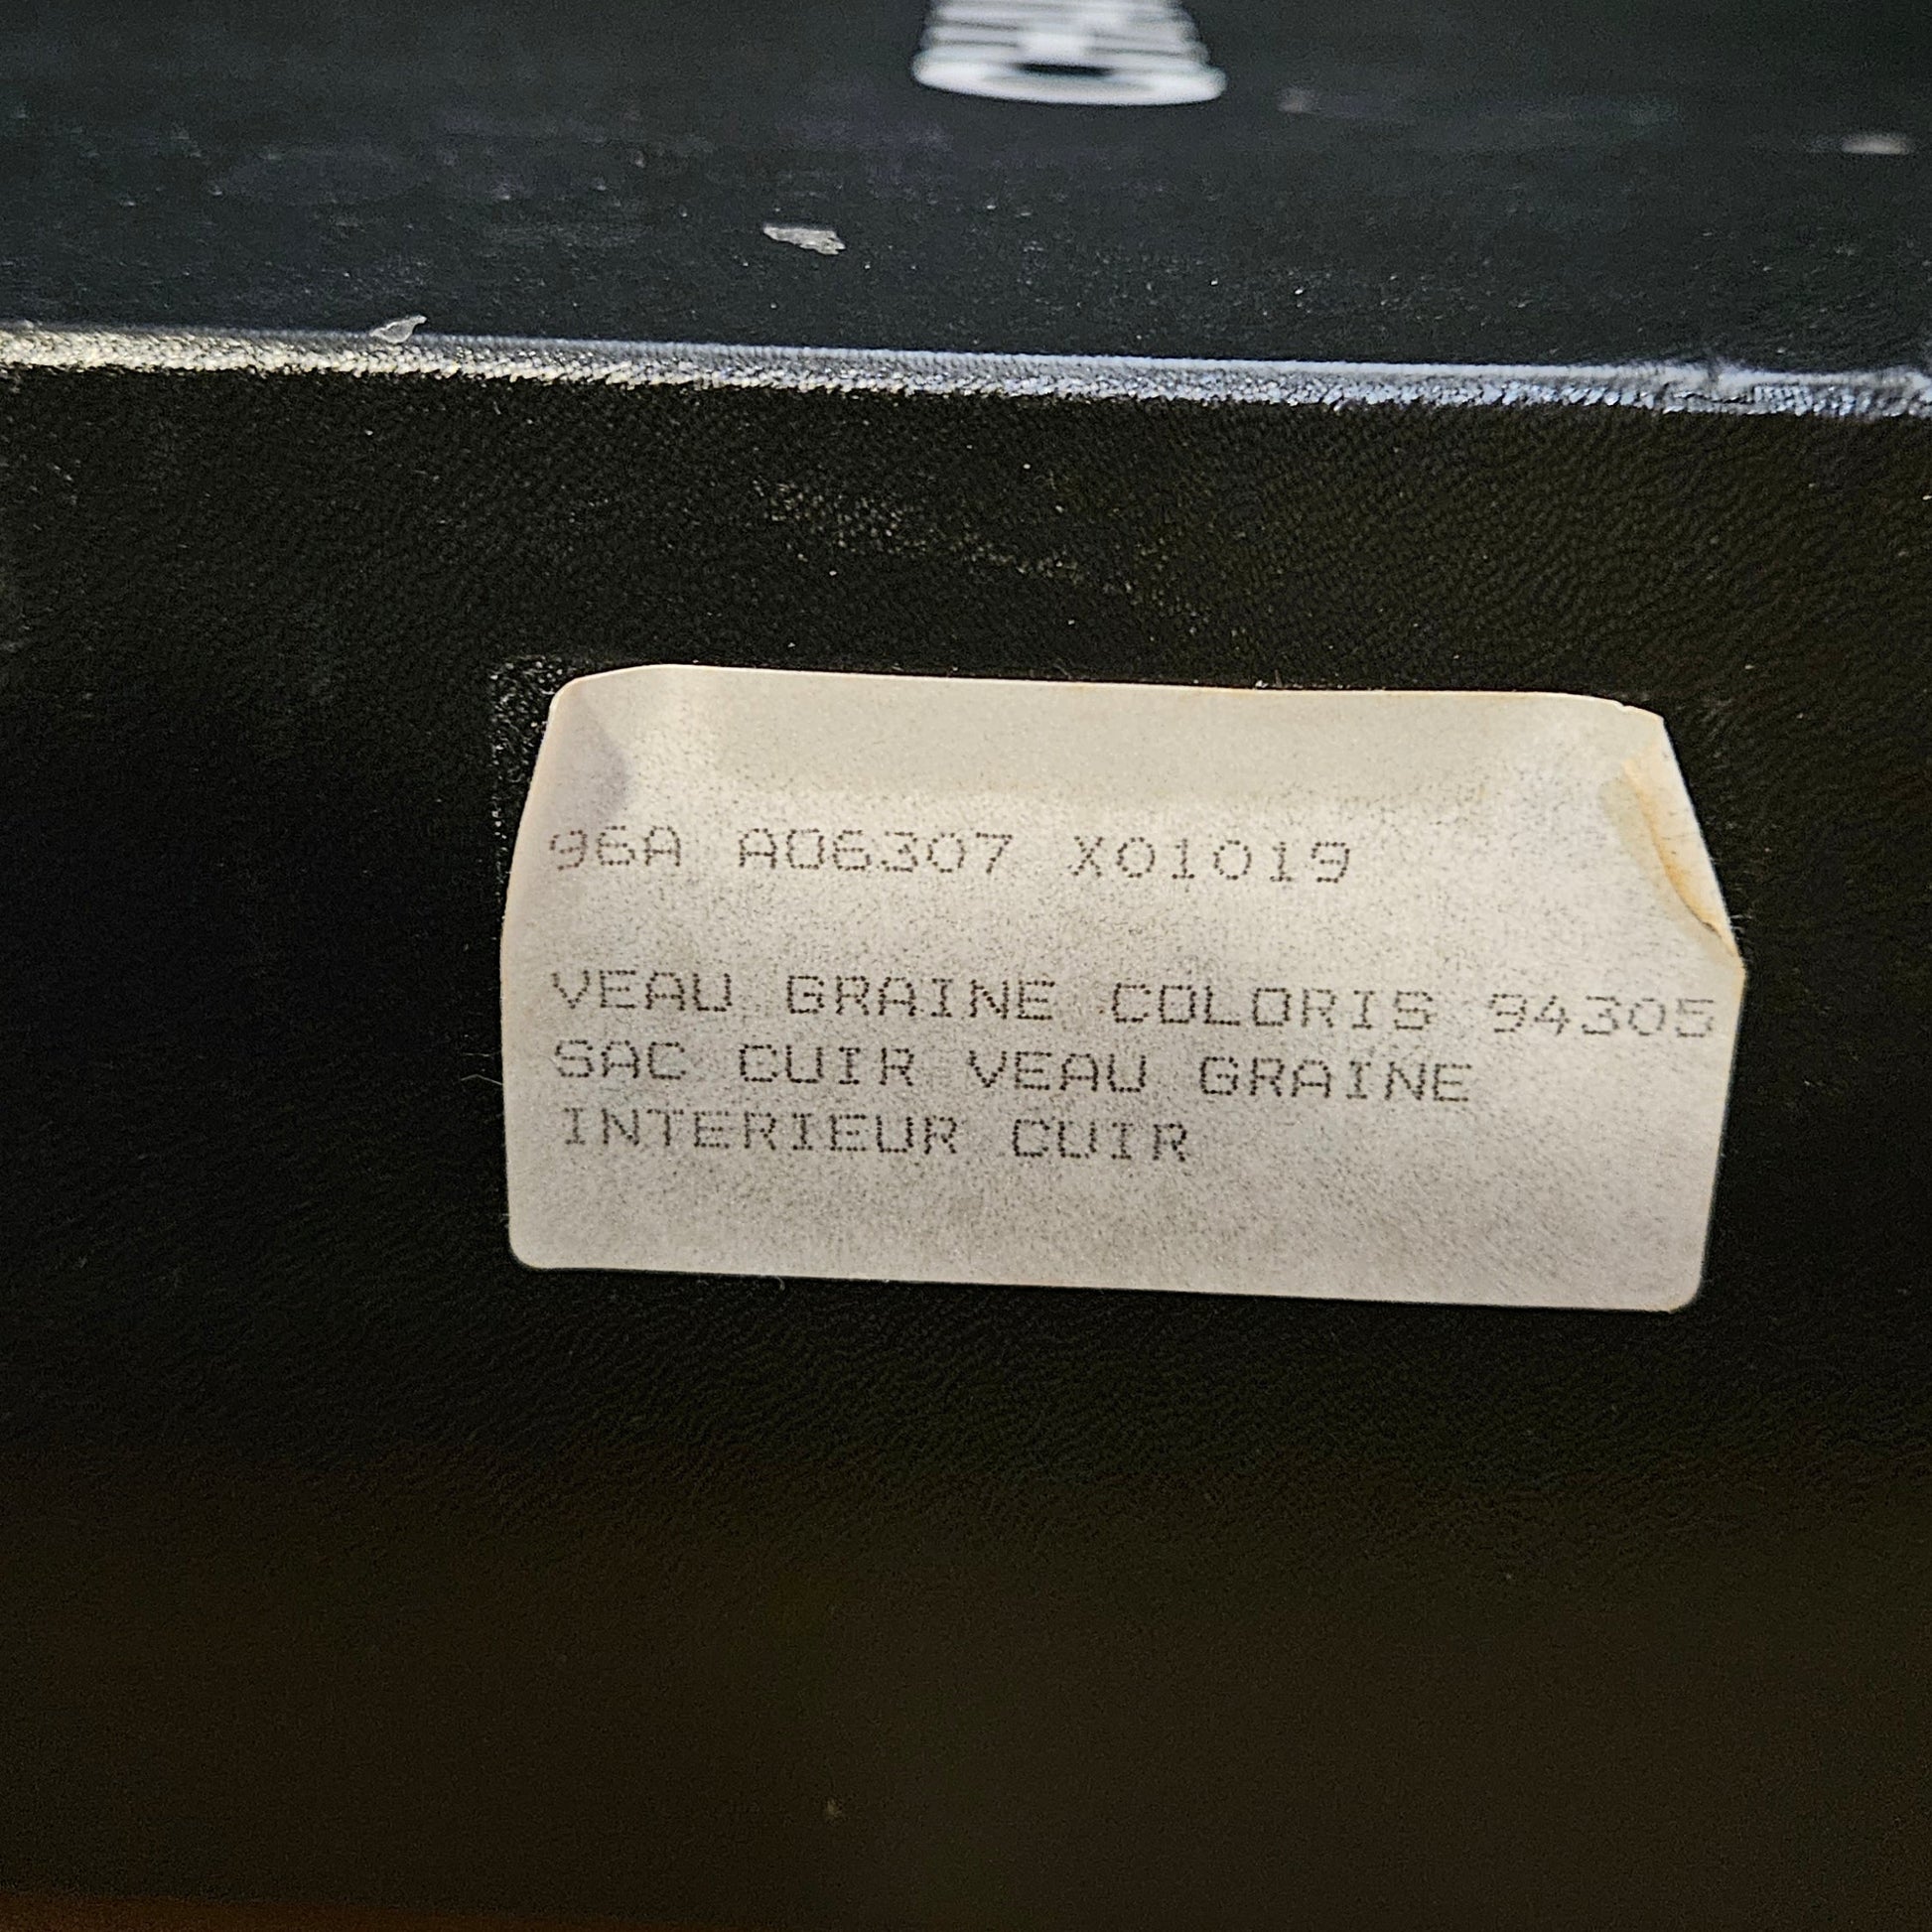 96A A06307 X01019
VEAU GRAINE COLORIS 94305
SAC CUIR VEAU GRAINE
INTERIEUR CUIR